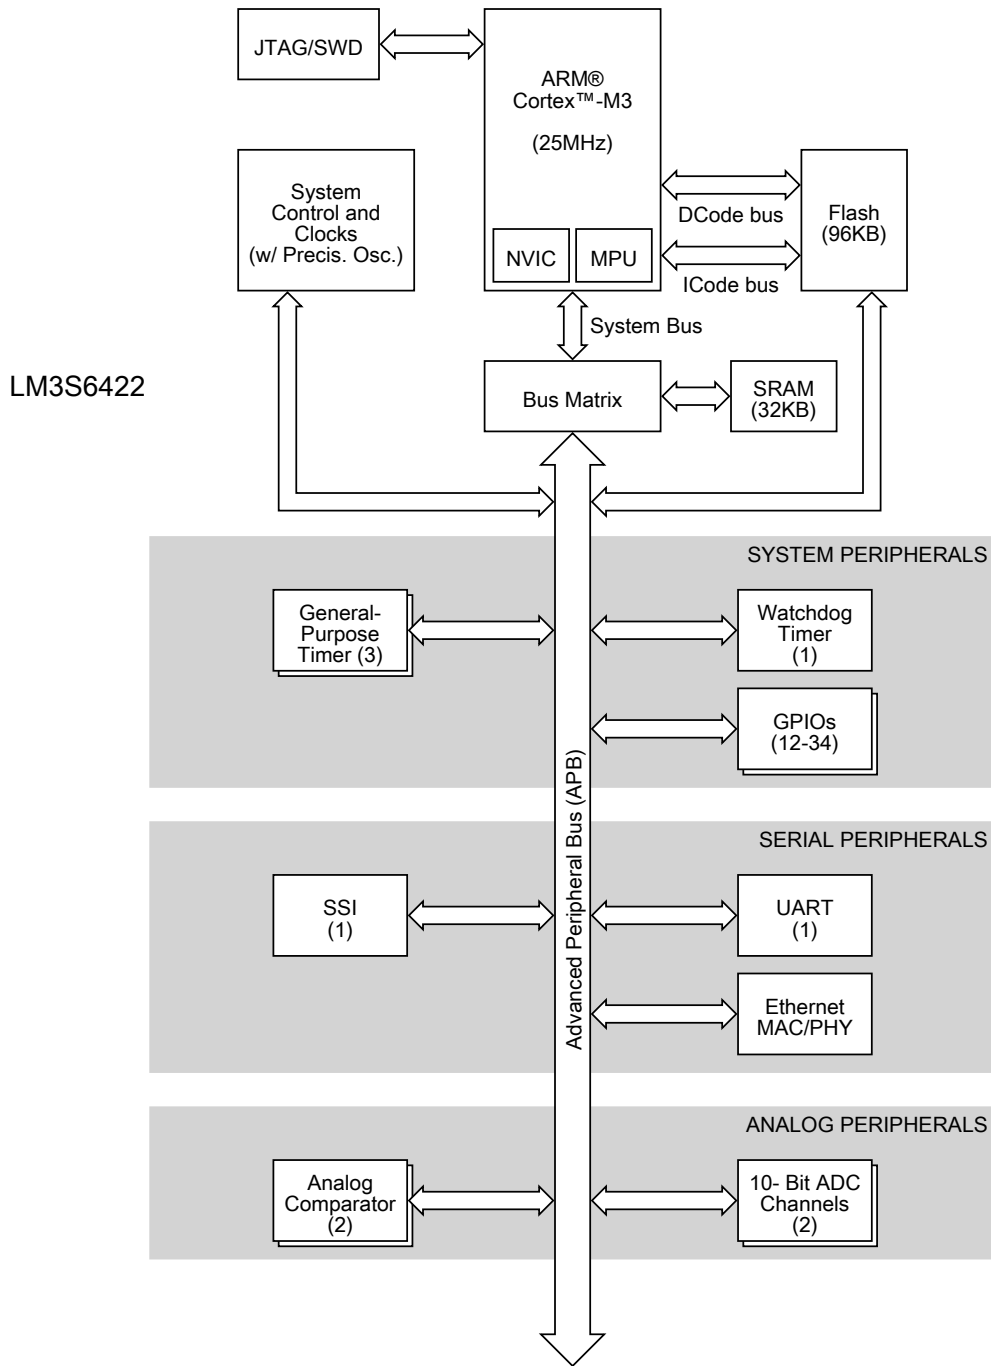 JTAG/SWD
ARM®
Cortex™-M3
(25MHz)
System
Control and
Clocks
(w/ Precis. Osc.)
NVIC
MPU
DCode bus
ICode bus
Flash
(96KB)
System Bus
LM3S6422
Bus Matrix
SRAM
(32KB)
SYSTEM PERIPHERALS
General-
Purpose
Timer (3)
Watchdog
Timer
(1)
GPIOs
(12-34)
Advanced Peripheral Bus (APB)
SERIAL PERIPHERALS
SSI
(1)
UART
(1)
Ethernet
MAC/PHY
ANALOG PERIPHERALS
Analog
Comparator
(2)
10- Bit ADC
Channels
(2)